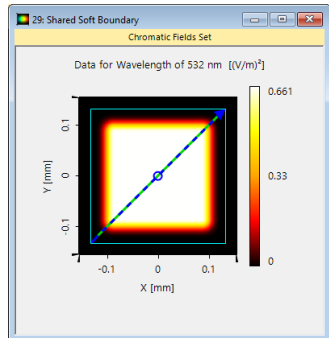 29: Shared Soft Boundary
Chromatic Fields Set
Data for Wavelength of 532 nm [(V/m)²]
0.661
0.33
0
Y [mm]
0.1
0
-0.1
-0.1
0
0.1
X [mm]